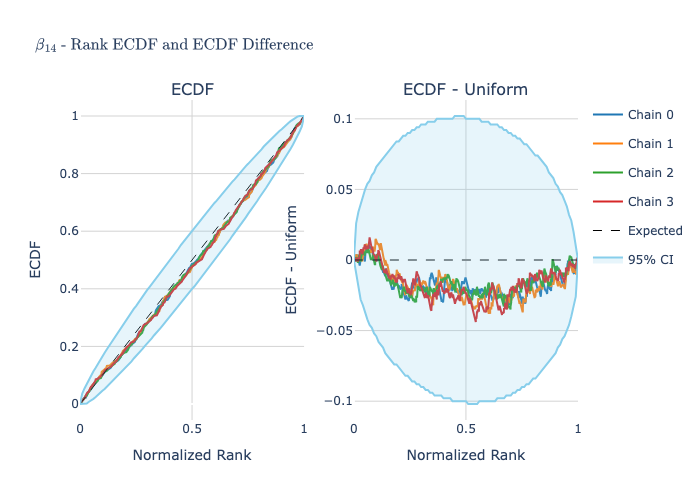 β₁₄ - Rank ECDF and ECDF Difference
ECDF
ECDF - Uniform
1
0.8
0.6
0.4
0.2
0
ECDF
0
0.5
1
Normalized Rank
0.1
0.05
0
−0.05
−0.1
ECDF - Uniform
0
0.5
1
Normalized Rank
Chain 0
Chain 1
Chain 2
Chain 3
Expected
95% CI